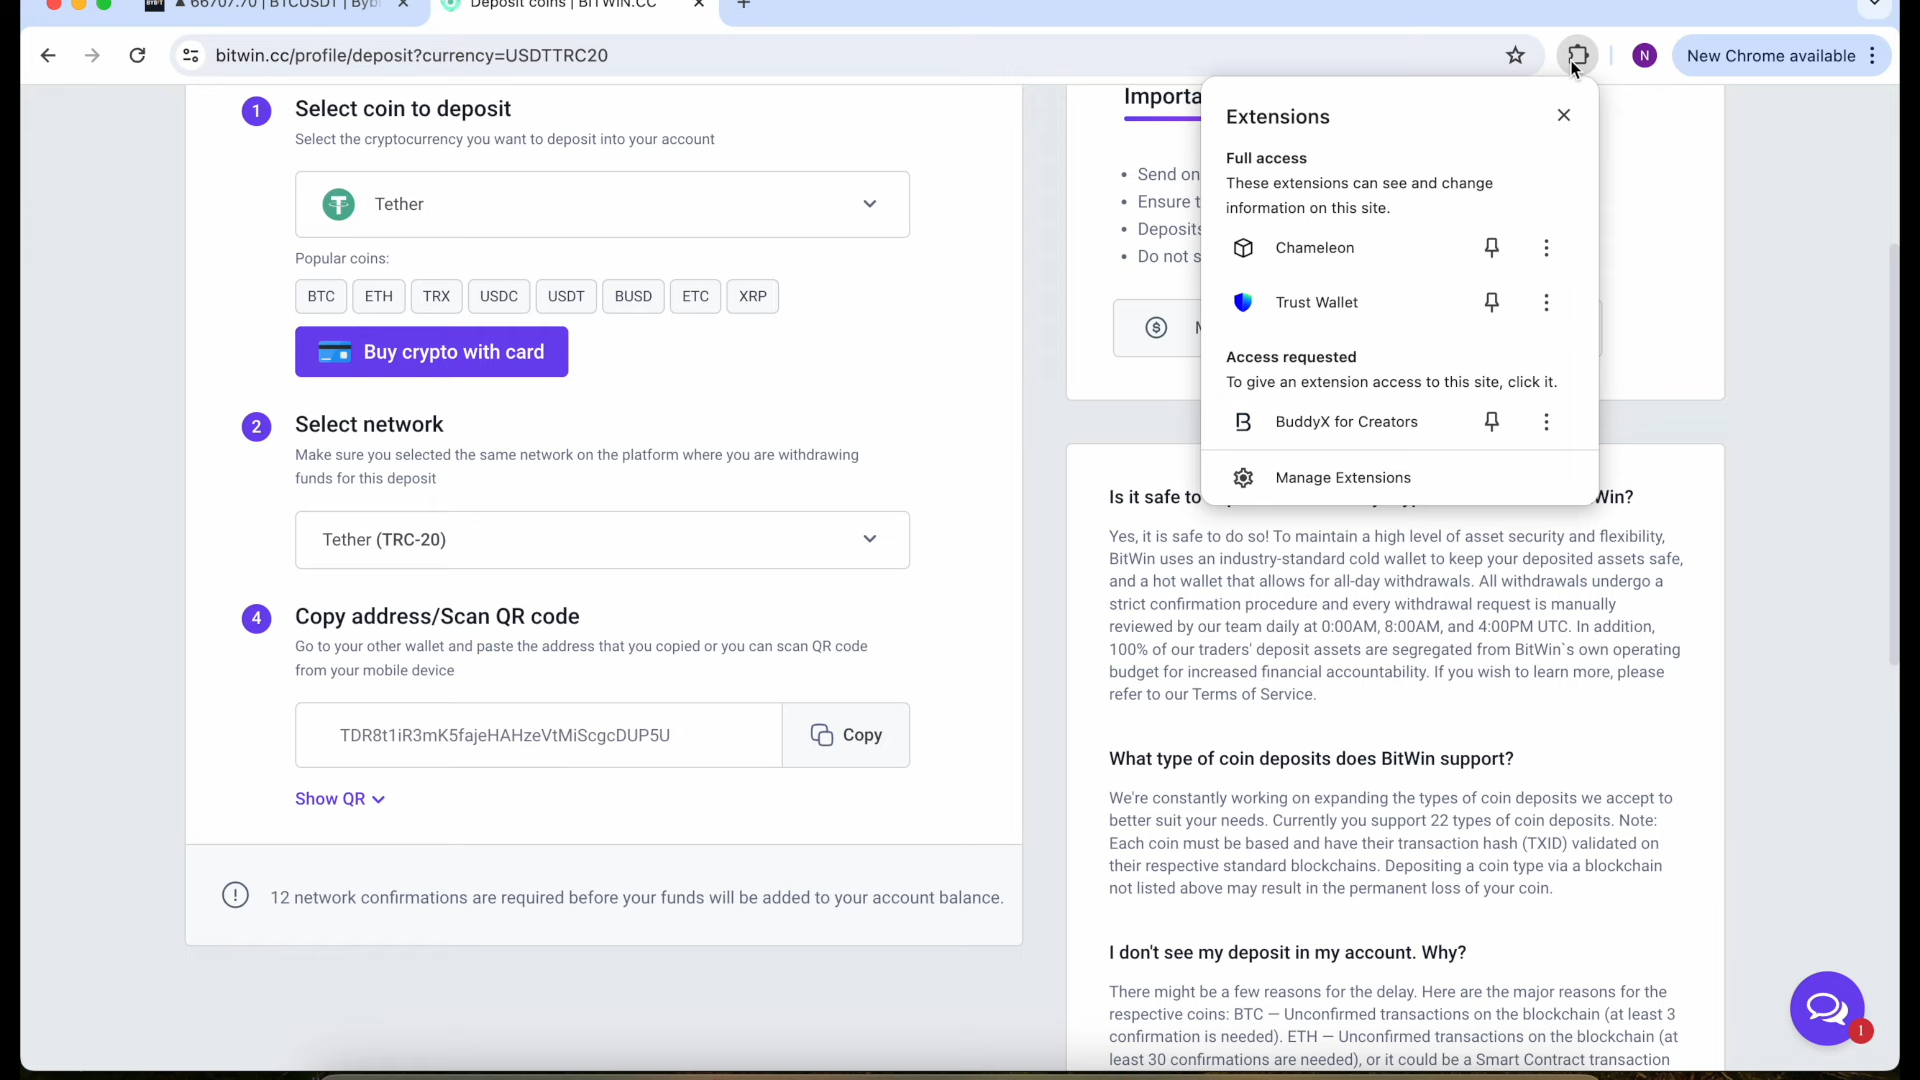 66707.70 | BTCUSDT | Byb
Deposit coins | BITWIN.CC
bitwin.cc/profile/deposit?currency=USDTTRC20
N
New Chrome available
1
Select coin to deposit
Select the cryptocurrency you want to deposit into your account
Tether
Popular coins:
BTC
ETH
TRX
USDC
USDT
BUSD
ETC
XRP
Buy crypto with card
2
Select network
Make sure you selected the same network on the platform where you are withdrawing
funds for this deposit
Tether (TRC-20)
4
Copy address/Scan QR code
Go to your other wallet and paste the address that you copied or you can scan QR code
from your mobile device
TDR8t1iR3mK5fajeHAHzeVtMiScgcDUP5U
Copy
Show QR
12 network confirmations are required before your funds will be added to your account balance.
Importa
• Send on
• Ensure t
• Deposits
• Do not s
Extensions
Full access
These extensions can see and change
information on this site.
Chameleon
Trust Wallet
Access requested
To give an extension access to this site, click it.
BuddyX for Creators
Manage Extensions
Is it safe to Win?
Yes, it is safe to do so! To maintain a high level of asset security and flexibility,
BitWin uses an industry-standard cold wallet to keep your deposited assets safe,
and a hot wallet that allows for all-day withdrawals. All withdrawals undergo a
strict confirmation procedure and every withdrawal request is manually
reviewed by our team daily at 0:00AM, 8:00AM, and 4:00PM UTC. In addition,
100% of our traders' deposit assets are segregated from BitWin`s own operating
budget for increased financial accountability. If you wish to learn more, please
refer to our Terms of Service.
What type of coin deposits does BitWin support?
We're constantly working on expanding the types of coin deposits we accept to
better suit your needs. Currently you support 22 types of coin deposits. Note:
Each coin must be based and have their transaction hash (TXID) validated on
their respective standard blockchains. Depositing a coin type via a blockchain
not listed above may result in the permanent loss of your coin.
I don't see my deposit in my account. Why?
There might be a few reasons for the delay. Here are the major reasons for the
respective coins: BTC — Unconfirmed transactions on the blockchain (at least 3
confirmation is needed). ETH — Unconfirmed transactions on the blockchain (at
least 30 confirmations are needed), or it could be a Smart Contract transaction
1